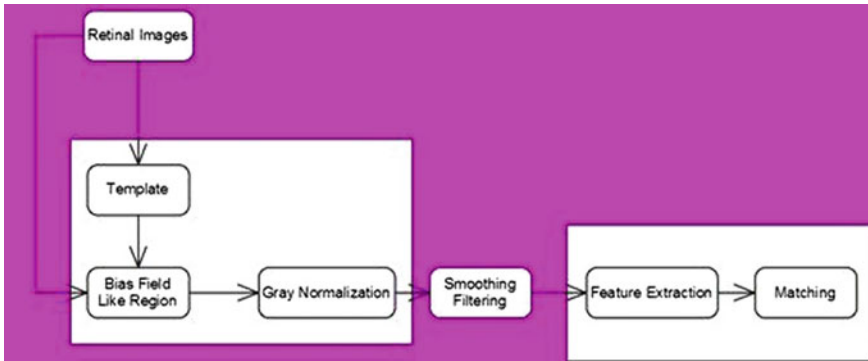 Retinal Images
Template
Bias Field
Like Region
Gray Normalization
Smoothing
Filtering
Feature Extraction
Matching